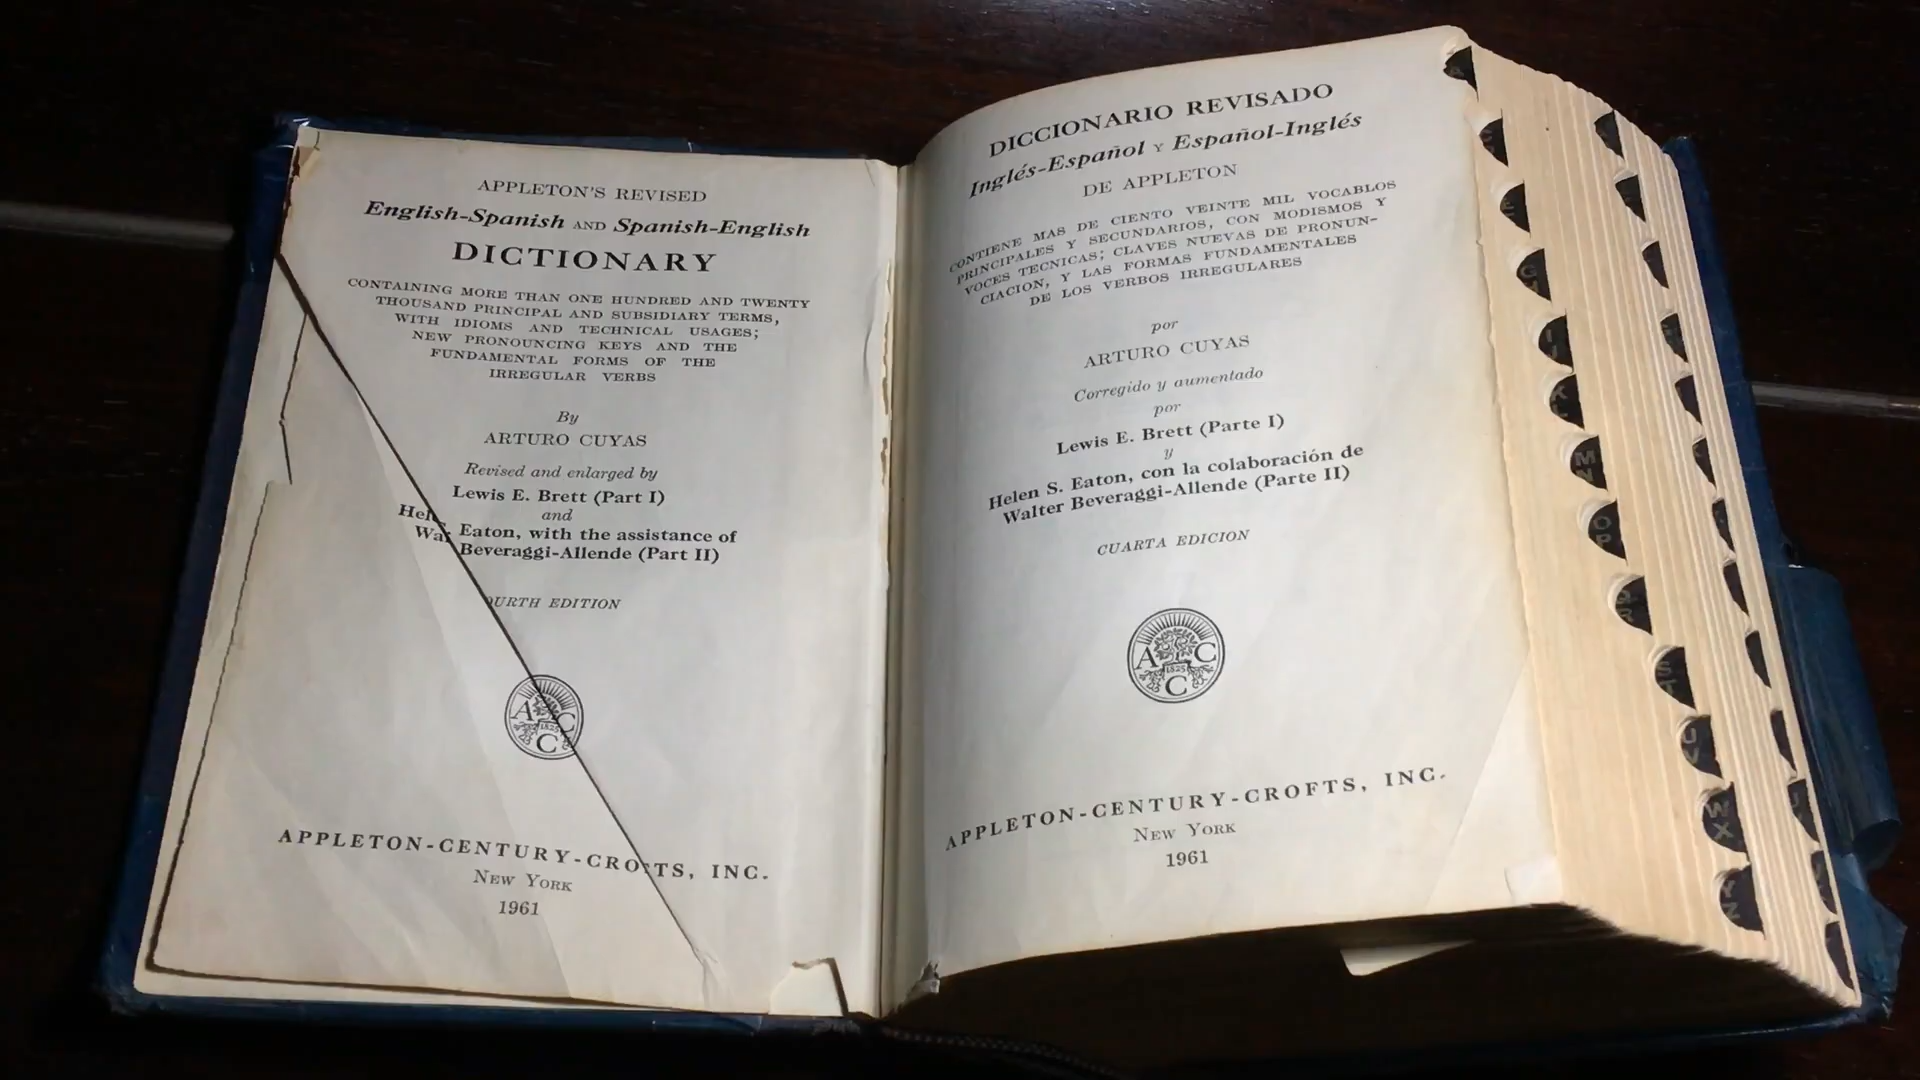 APPLETON'S REVISED
English-Spanish AND Spanish-English
DICTIONARY
CONTAINING MORE THAN ONE HUNDRED AND TWENTY
THOUSAND PRINCIPAL AND SUBSIDIARY TERMS,
WITH IDIOMS AND TECHNICAL USAGES;
NEW PRONOUNCING KEYS AND THE
FUNDAMENTAL FORMS OF THE
IRREGULAR VERBS
By
ARTURO CUYAS
Revised and enlarged by
Lewis E. Brett (Part I)
and
Eaton, with the assistance of
Beveraggi-Allende (Part II)
EDITION
A C
1825
C
APPLETON-CENTURY-CROFTS, INC.
NEW YORK
1961
DICCIONARIO REVISADO
Inglés-Español Y Español-Inglés
DE APPLETON
CONTIENE MAS DE CIENTO VEINTE MIL VOCABLOS
PRINCIPALES Y SECUNDARIOS, CON MODISMOS Y
VOCES TECNICAS; CLAVES NUEVAS DE PRONUN-
CIACION, Y LAS FORMAS FUNDAMENTALES
DE LOS VERBOS IRREGULARES
por
ARTURO CUYAS
Corregido y aumentado
por
Lewis E. Brett (Parte I)
y
Helen S. Eaton, con la colaboración de
Walter Beveraggi-Allende (Parte II)
CUARTA EDICION
A C
1825
C
APPLETON-CENTURY-CROFTS, INC.
NEW YORK
1961
M
N
O
P
Q
R
S
T
U
V
W
X
Y
Z